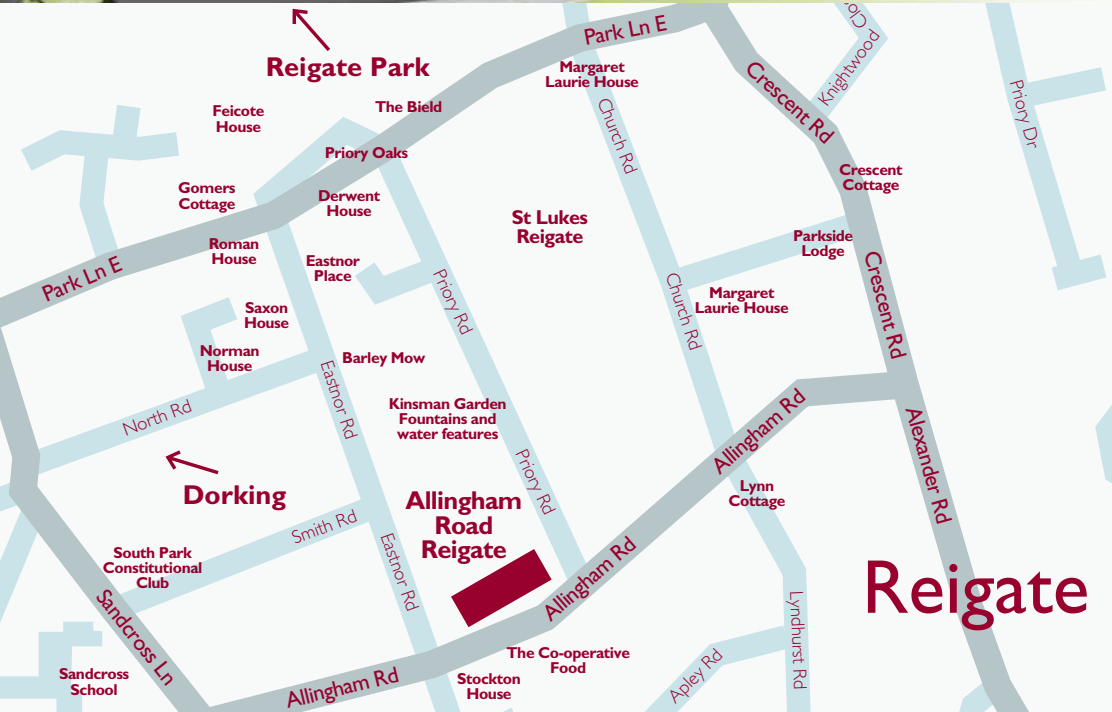 Park Ln E
Clo
Knightwood
Reigate Park
Margaret
Laurie House
Crescent Rd
Priory Dr
Feicote
House
The Bield
Church Rd
Priory Oaks
Crescent
Cottage
Gomers
Cottage
Derwent
House
St Lukes
Reigate
Parkside
Lodge
Roman
House
Eastnor
Place
Park Ln E
Priory Rd
Church Rd
Margaret
Laurie House
Crescent Rd
Saxon
House
Norman
House
Barley Mow
Eastnor Rd
North Rd
Kinsman Garden
Fountains and
water features
Allingham Rd
Alexander Rd
Dorking
Priory Rd
Lynn
Cottage
Allingham
Road
Reigate
Smith Rd
Eastnor Rd
South Park
Constitutional
Club
Allingham Rd
Reigate
Sandcross Ln
Lyndhurst Rd
The Co-operative
Food
Apley Rd
Sandcross
School
Allingham Rd
Stockton
House